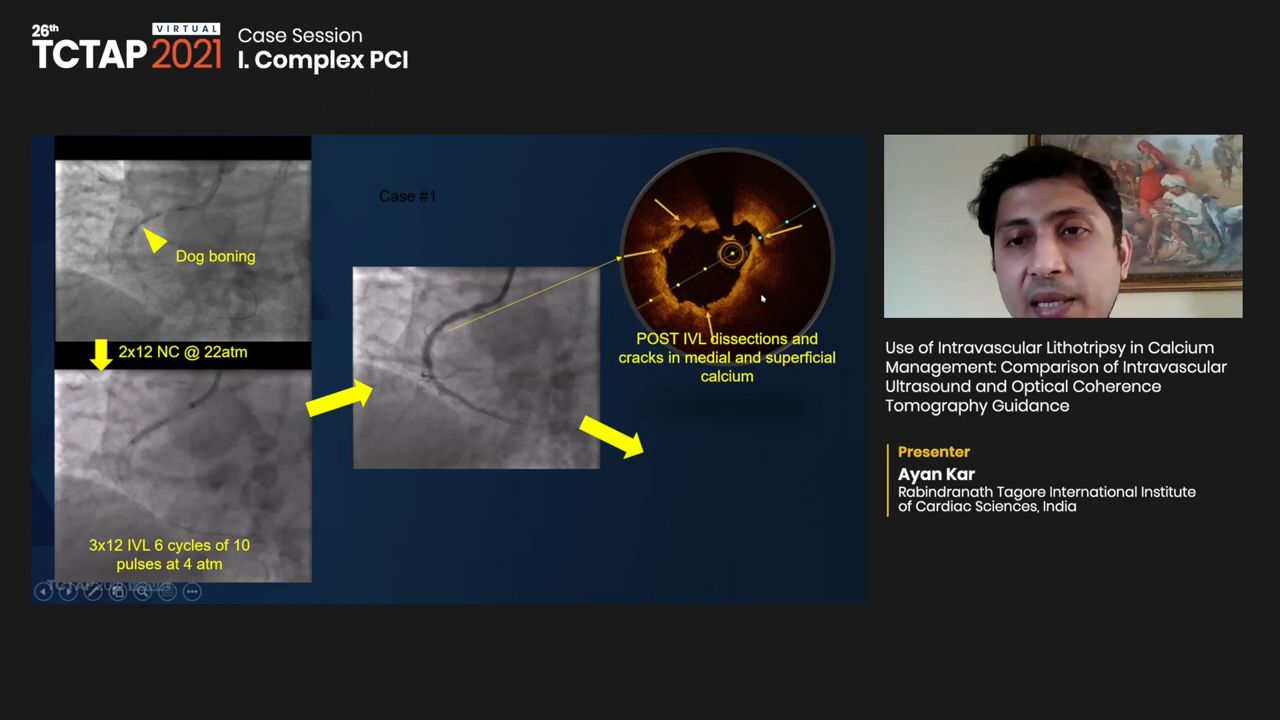 26th
VIRTUAL
TCTAP 2021
Case Session
I. Complex PCI
Case #1
Dog boning
2x12 NC @ 22atm
3x12 IVL 6 cycles of 10
pulses at 4 atm
POST IVL dissections and
cracks in medial and superficial
calcium
Use of Intravascular Lithotripsy in Calcium
Management: Comparison of Intravascular
Ultrasound and Optical Coherence
Tomography Guidance
Presenter
Ayan Kar
Rabindranath Tagore International Institute
of Cardiac Sciences, India